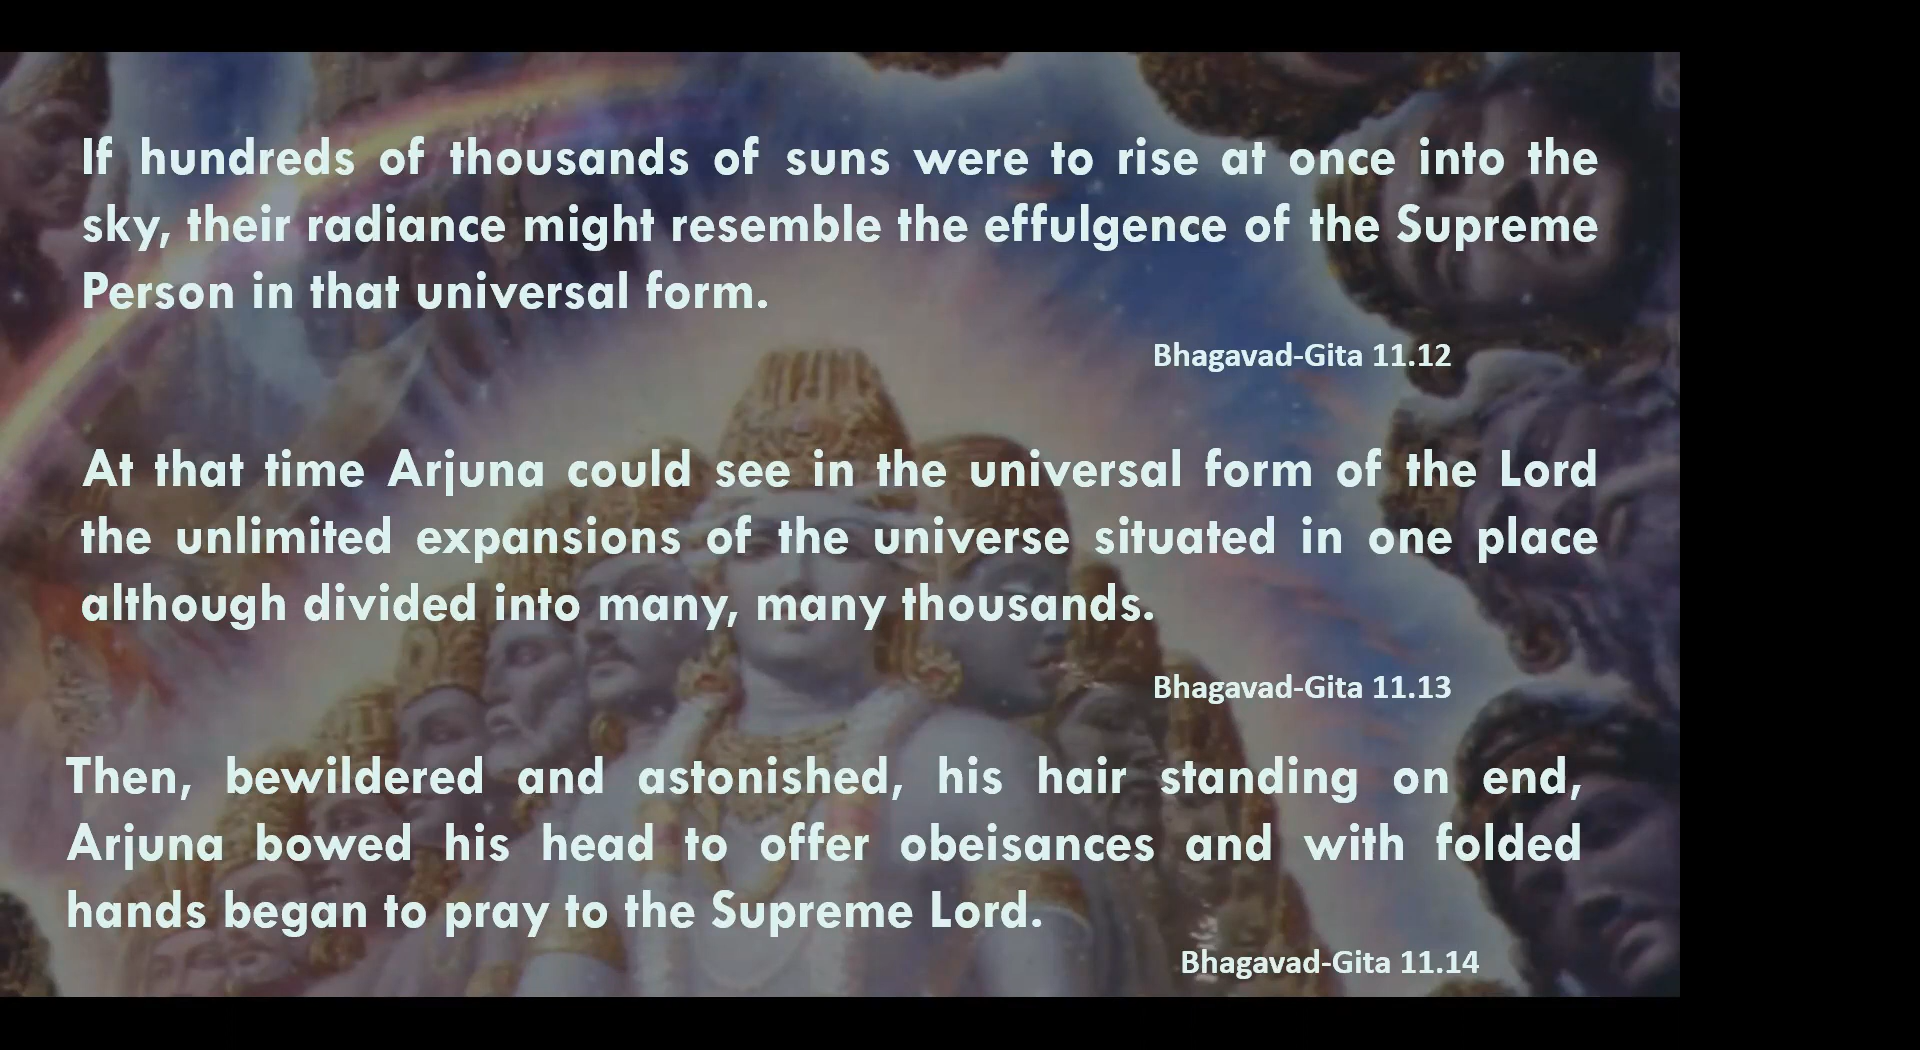 If hundreds of thousands of suns were to rise at once into the
sky, their radiance might resemble the effulgence of the Supreme
Person in that universal form.
Bhagavad-Gita 11.12
At that time Arjuna could see in the universal form of the Lord
the unlimited expansions of the universe situated in one place
although divided into many, many thousands.
Bhagavad-Gita 11.13
Then, bewildered and astonished, his hair standing on end,
Arjuna bowed his head to offer obeisances and with folded
hands began to pray to the Supreme Lord.
Bhagavad-Gita 11.14